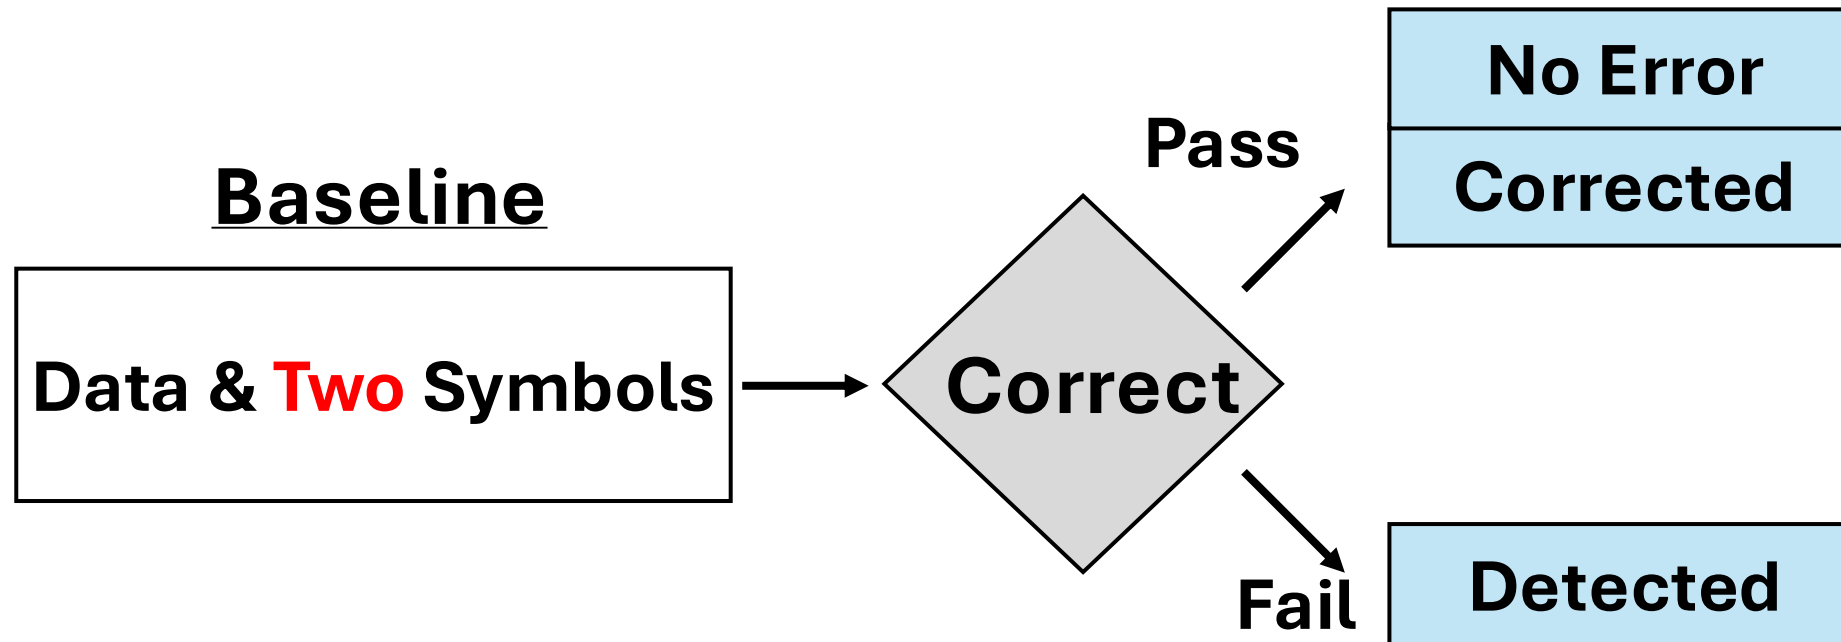 Baseline
Data & Two Symbols
Correct
Pass
No Error
Corrected
Fail
Detected